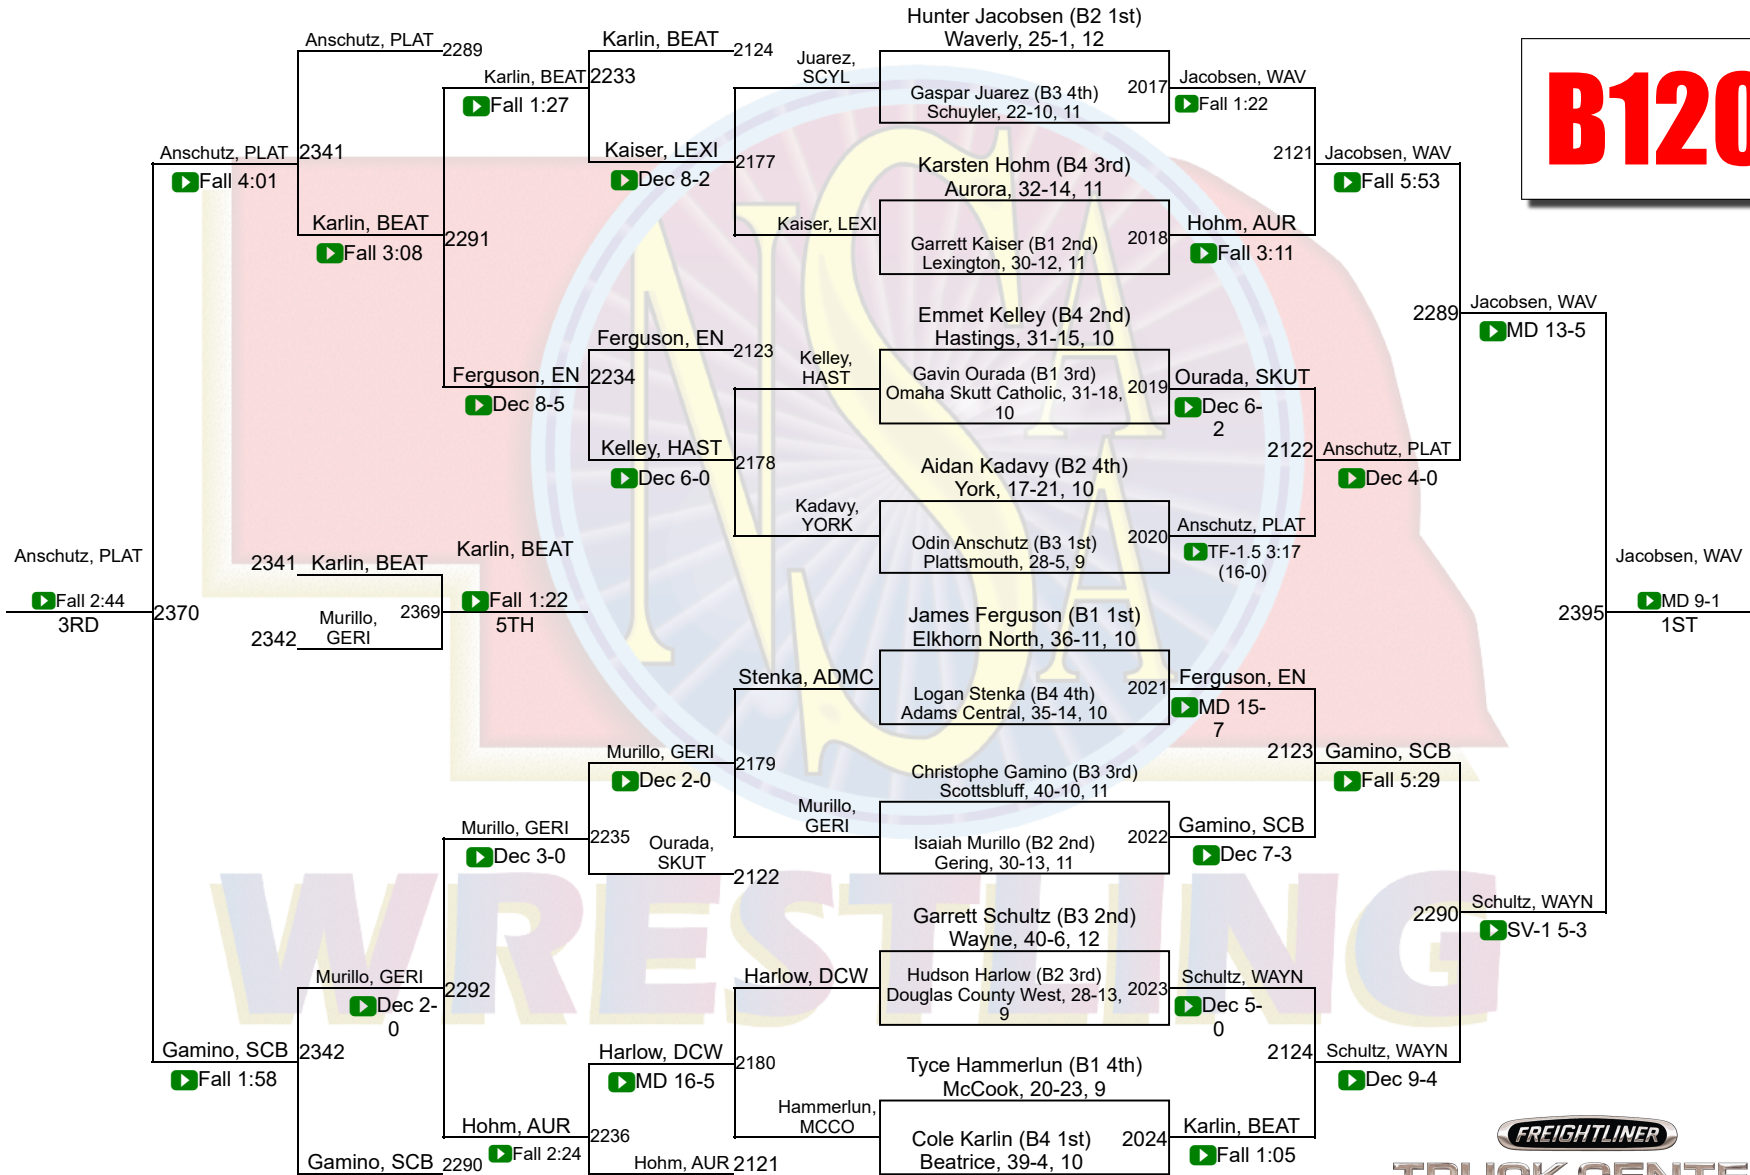 Hunter Jacobsen (B2 1st)
Waverly, 25-1, 12
Anschutz, PLAT 2289
Karlin, BEAT 2124
Juarez,
SCYL
Karlin, BEAT 2233
Fall 1:27
Gaspar Juarez (B3 4th)
Schuyler, 22-10, 11
2017
Jacobsen, WAV
Fall 1:22
B120
Anschutz, PLAT 2341
Fall 4:01
Kaiser, LEXI
2177
Dec 8-2
Karsten Hohm (B4 3rd)
Aurora, 32-14, 11
2121
Jacobsen, WAV
Fall 5:53
Karlin, BEAT
2291
Fall 3:08
Kaiser, LEXI
Garrett Kaiser (B1 2nd)
Lexington, 30-12, 11
2018
Hohm, AUR
Fall 3:11
Emmet Kelley (B4 2nd)
Hastings, 31-15, 10
2289
Jacobsen, WAV
MD 13-5
Ferguson, EN 2123
Kelley,
HAST
Ferguson, EN 2234
Dec 8-5
Gavin Ourada (B1 3rd)
Omaha Skutt Catholic, 31-18,
10
2019
Ourada, SKUT
Dec 6-
2
Kelley, HAST
2178
Dec 6-0
Aidan Kadavy (B2 4th)
York, 17-21, 10
2122
Anschutz, PLAT
Dec 4-0
Kadavy,
YORK
Odin Anschutz (B3 1st)
Plattsmouth, 28-5, 9
2020
Anschutz, PLAT
TF-1.5 3:17
(16-0)
Anschutz, PLAT
Fall 2:44
3RD
2370
2341 Karlin, BEAT
Karlin, BEAT
Murillo,
GERI
2369
2342
Fall 1:22
5TH
Jacobsen, WAV
2395
MD 9-1
1ST
James Ferguson (B1 1st)
Elkhorn North, 36-11, 10
Stenka, ADMC
Logan Stenka (B4 4th)
Adams Central, 35-14, 10
2021
Ferguson, EN
MD 15-
7
Murillo, GERI
2179
Dec 2-0
Christophe Gamino (B3 3rd)
Scottsbluff, 40-10, 11
2123
Gamino, SCB
Fall 5:29
Murillo, GERI
2235
Dec 3-0
Ourada,
SKUT
2122
Murillo,
GERI
Isaiah Murillo (B2 2nd)
Gering, 30-13, 11
2022
Gamino, SCB
Dec 7-3
NSAA
WRESTLING
Garrett Schultz (B3 2nd)
Wayne, 40-6, 12
2290
Schultz, WAYN
SV-1 5-3
Murillo, GERI
2292
Dec 2-
0
Harlow, DCW
Hudson Harlow (B2 3rd)
Douglas County West, 28-13,
9
2023
Schultz, WAYN
Dec 5-
0
Gamino, SCB 2342
Fall 1:58
Harlow, DCW
2180
MD 16-5
Tyce Hammerlun (B1 4th)
McCook, 20-23, 9
2124
Schultz, WAYN
Dec 9-4
Hammerlun,
MCCO
Hohm, AUR
2236
Fall 2:24
Cole Karlin (B4 1st)
Beatrice, 39-4, 10
2024
Karlin, BEAT
Fall 1:05
Gamino, SCB 2290
Hohm, AUR 2121
FREIGHTLINER